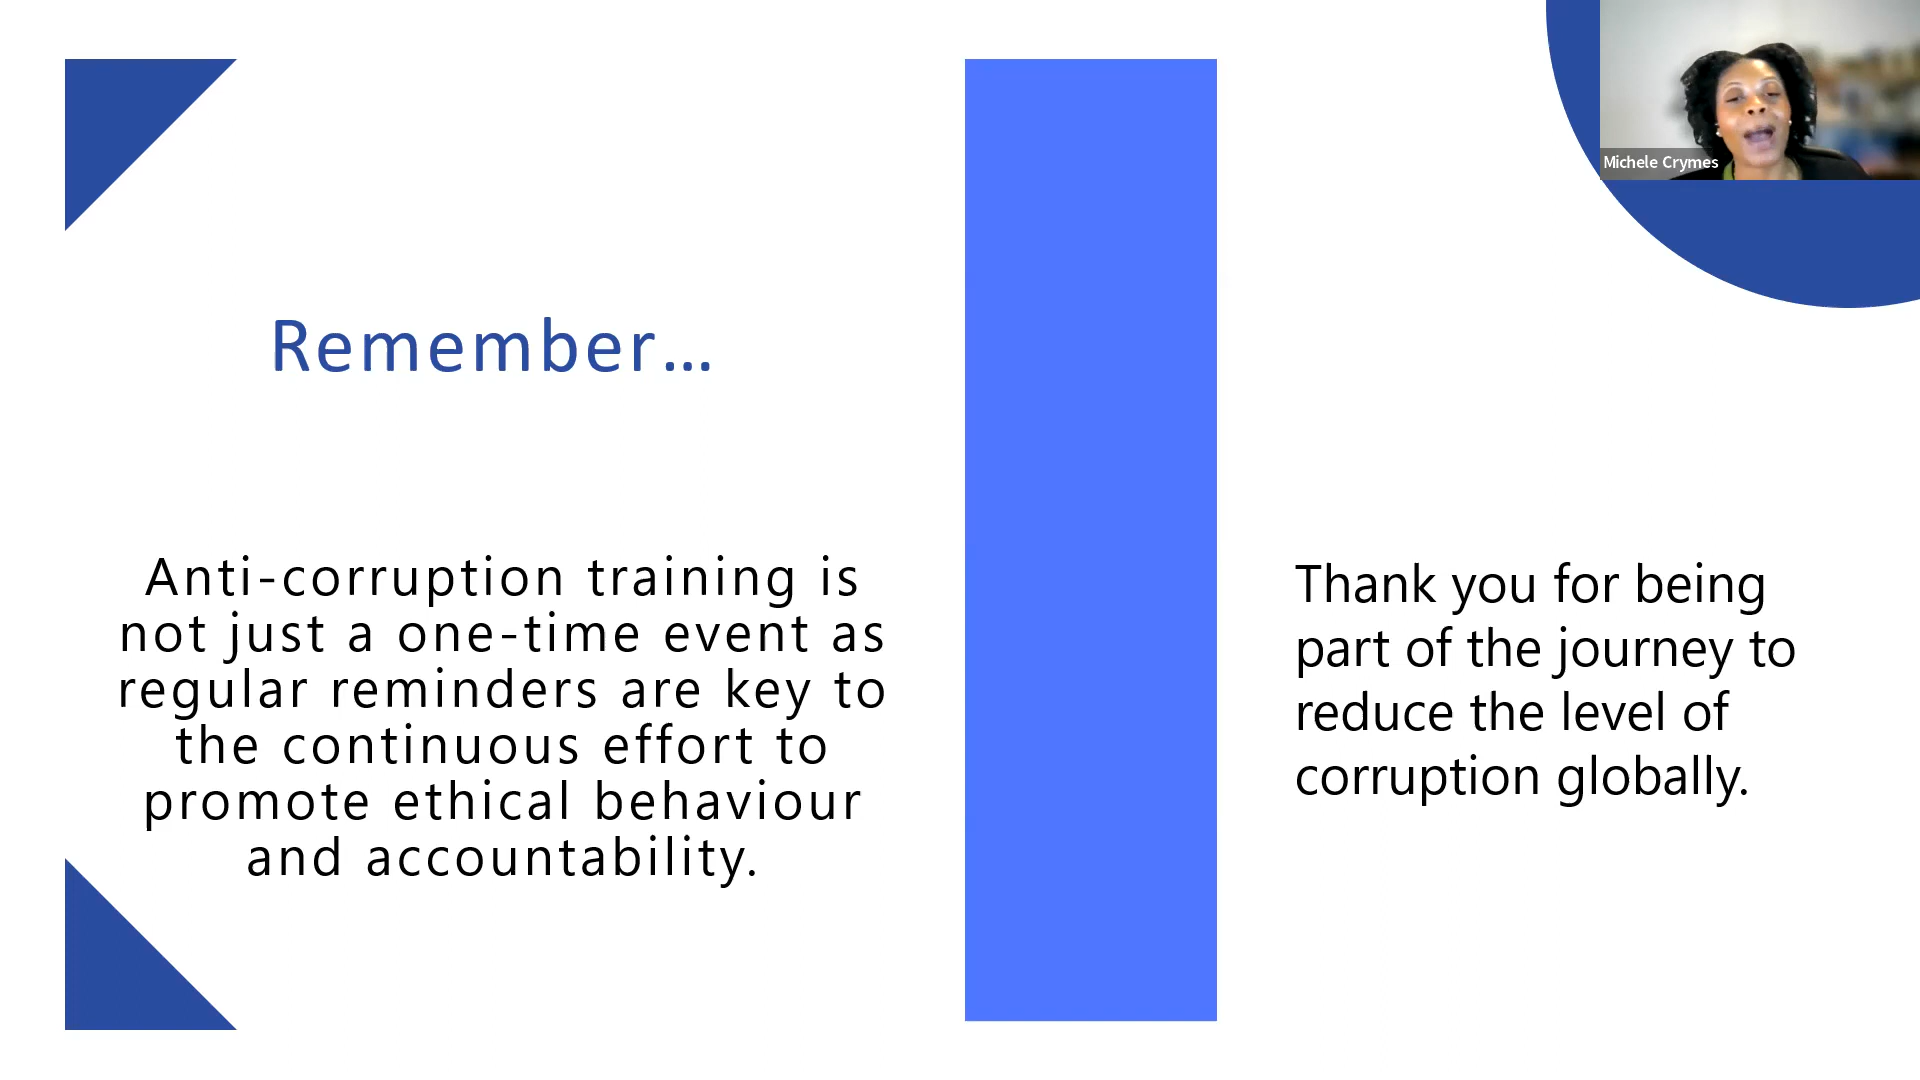 Michele Crymes
Remember...
Anti-corruption training is
not just a one-time event as
regular reminders are key to
the continuous effort to
promote ethical behaviour
and accountability.
Thank you for being
part of the journey to
reduce the level of
corruption globally.